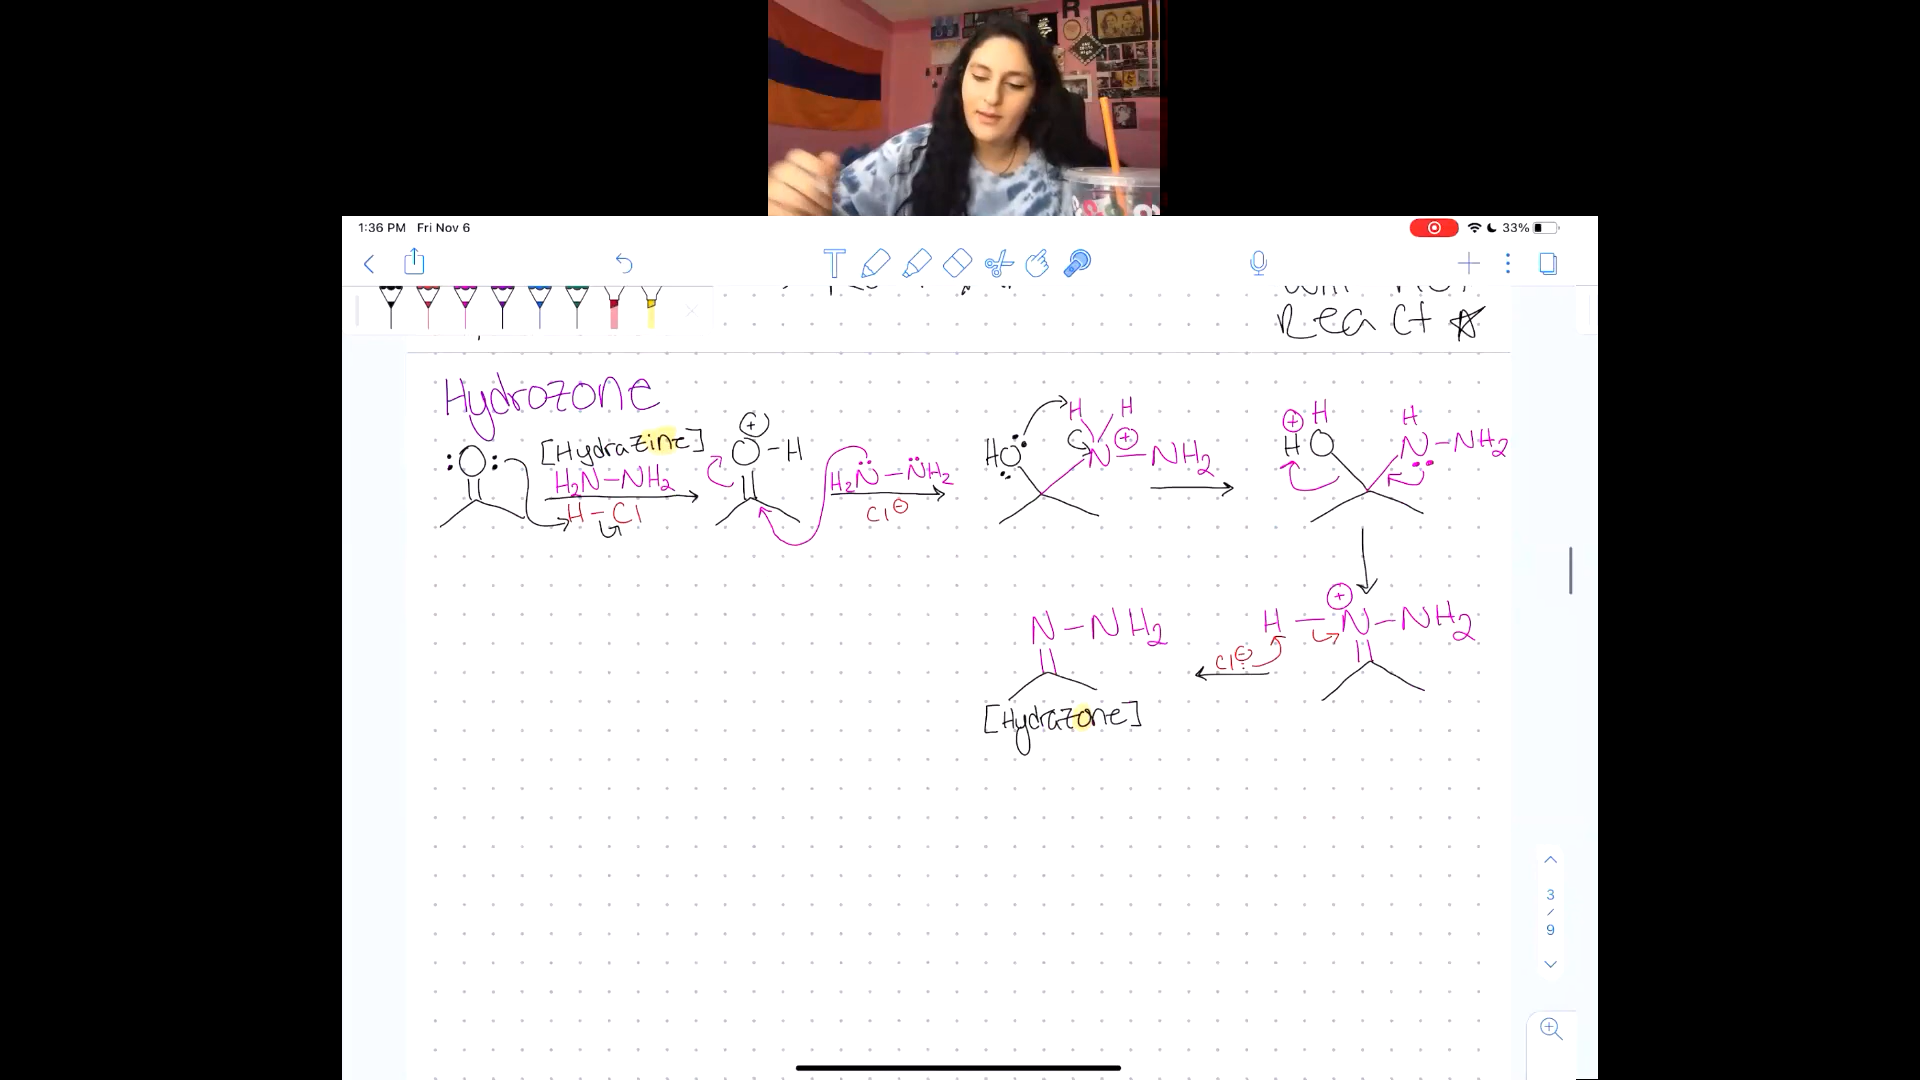 R
1:36 PM Fri Nov 6
33%
T
React
Hydrozone
[Hydrazine]
:O:
H₂N-NH₂
H-Cl
⊕
O-H
H₂N̈-N̈H₂
Cl⊖
H H
HO
⊕
N-NH₂
⊕ H
HO
H
N-NH₂
⊕
H-N-NH₂
Cl⊖
N-NH₂
[Hydrazone]
3
/
9